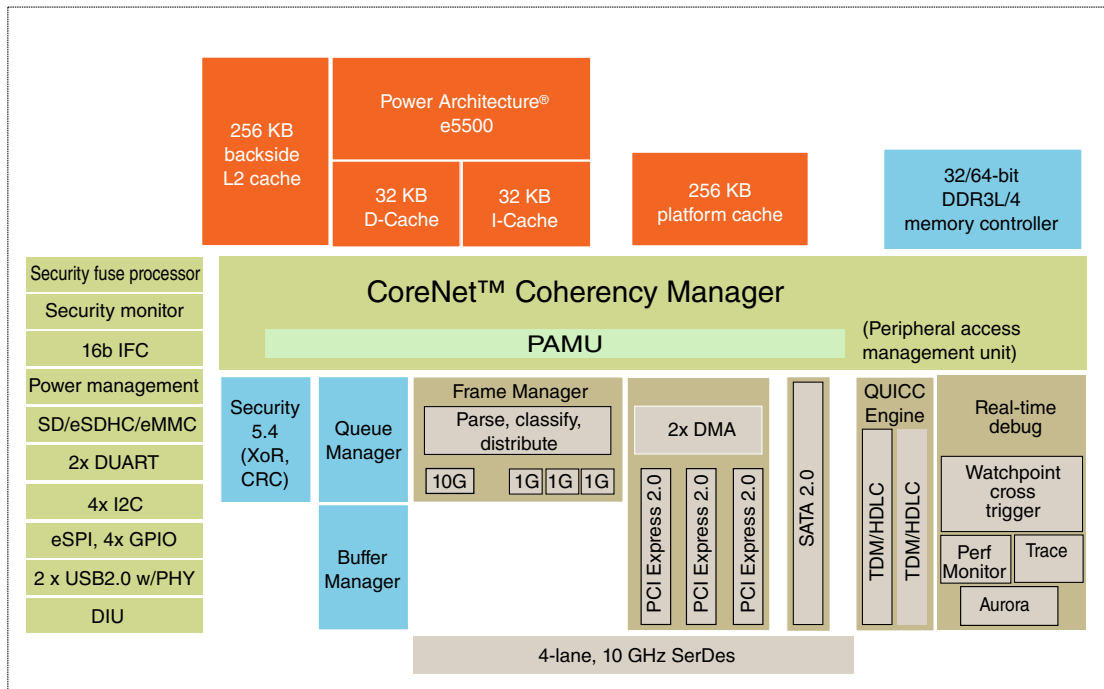 256 KB
backside
L2 cache
Power Architecture®
e5500
32 KB
D-Cache
32 KB
I-Cache
256 KB
platform cache
32/64-bit
DDR3L/4
memory controller
Security fuse processor
Security monitor
16b IFC
Power management
SD/eSDHC/eMMC
2x DUART
4x I2C
eSPI, 4x GPIO
2 x USB2.0 w/PHY
DIU
CoreNet™ Coherency Manager
PAMU
(Peripheral access
management unit)
Security
5.4
(XoR,
CRC)
Queue
Manager
Buffer
Manager
Frame Manager
Parse, classify,
distribute
10G
1G
1G
1G
2x DMA
PCI Express 2.0
PCI Express 2.0
PCI Express 2.0
SATA 2.0
QUICC
Engine
TDM/HDLC
TDM/HDLC
Real-time
debug
Watchpoint
cross
trigger
Perf
Monitor
Trace
Aurora
4-lane, 10 GHz SerDes